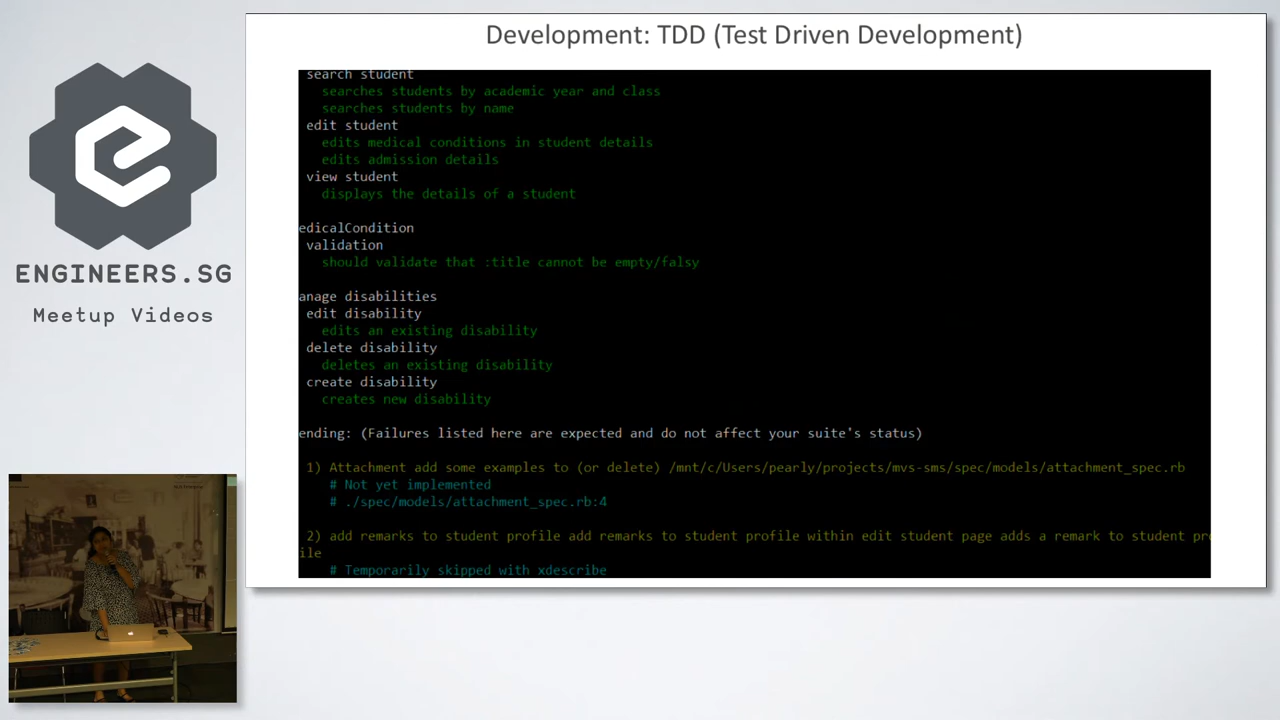 Development: TDD (Test Driven Development)
search student
searches students by academic year and class
searches students by name
edit student
edits medical conditions in student details
edits admission details
view student
displays the details of a student
edicalCondition
validation
should validate that :title cannot be empty/falsy
anage disabilities
edit disability
edits an existing disability
delete disability
deletes an existing disability
create disability
creates new disability
ending: (Failures listed here are expected and do not affect your suite's status)
1) Attachment add some examples to (or delete) /mnt/c/Users/pearly/projects/mvs-sms/spec/models/attachment_spec.rb
# Not yet implemented
# ./spec/models/attachment_spec.rb:4
2) add remarks to student profile add remarks to student profile within edit student page adds a remark to student pro
ile
# Temporarily skipped with xdescribe
ENGINEERS.SG
Meetup Videos